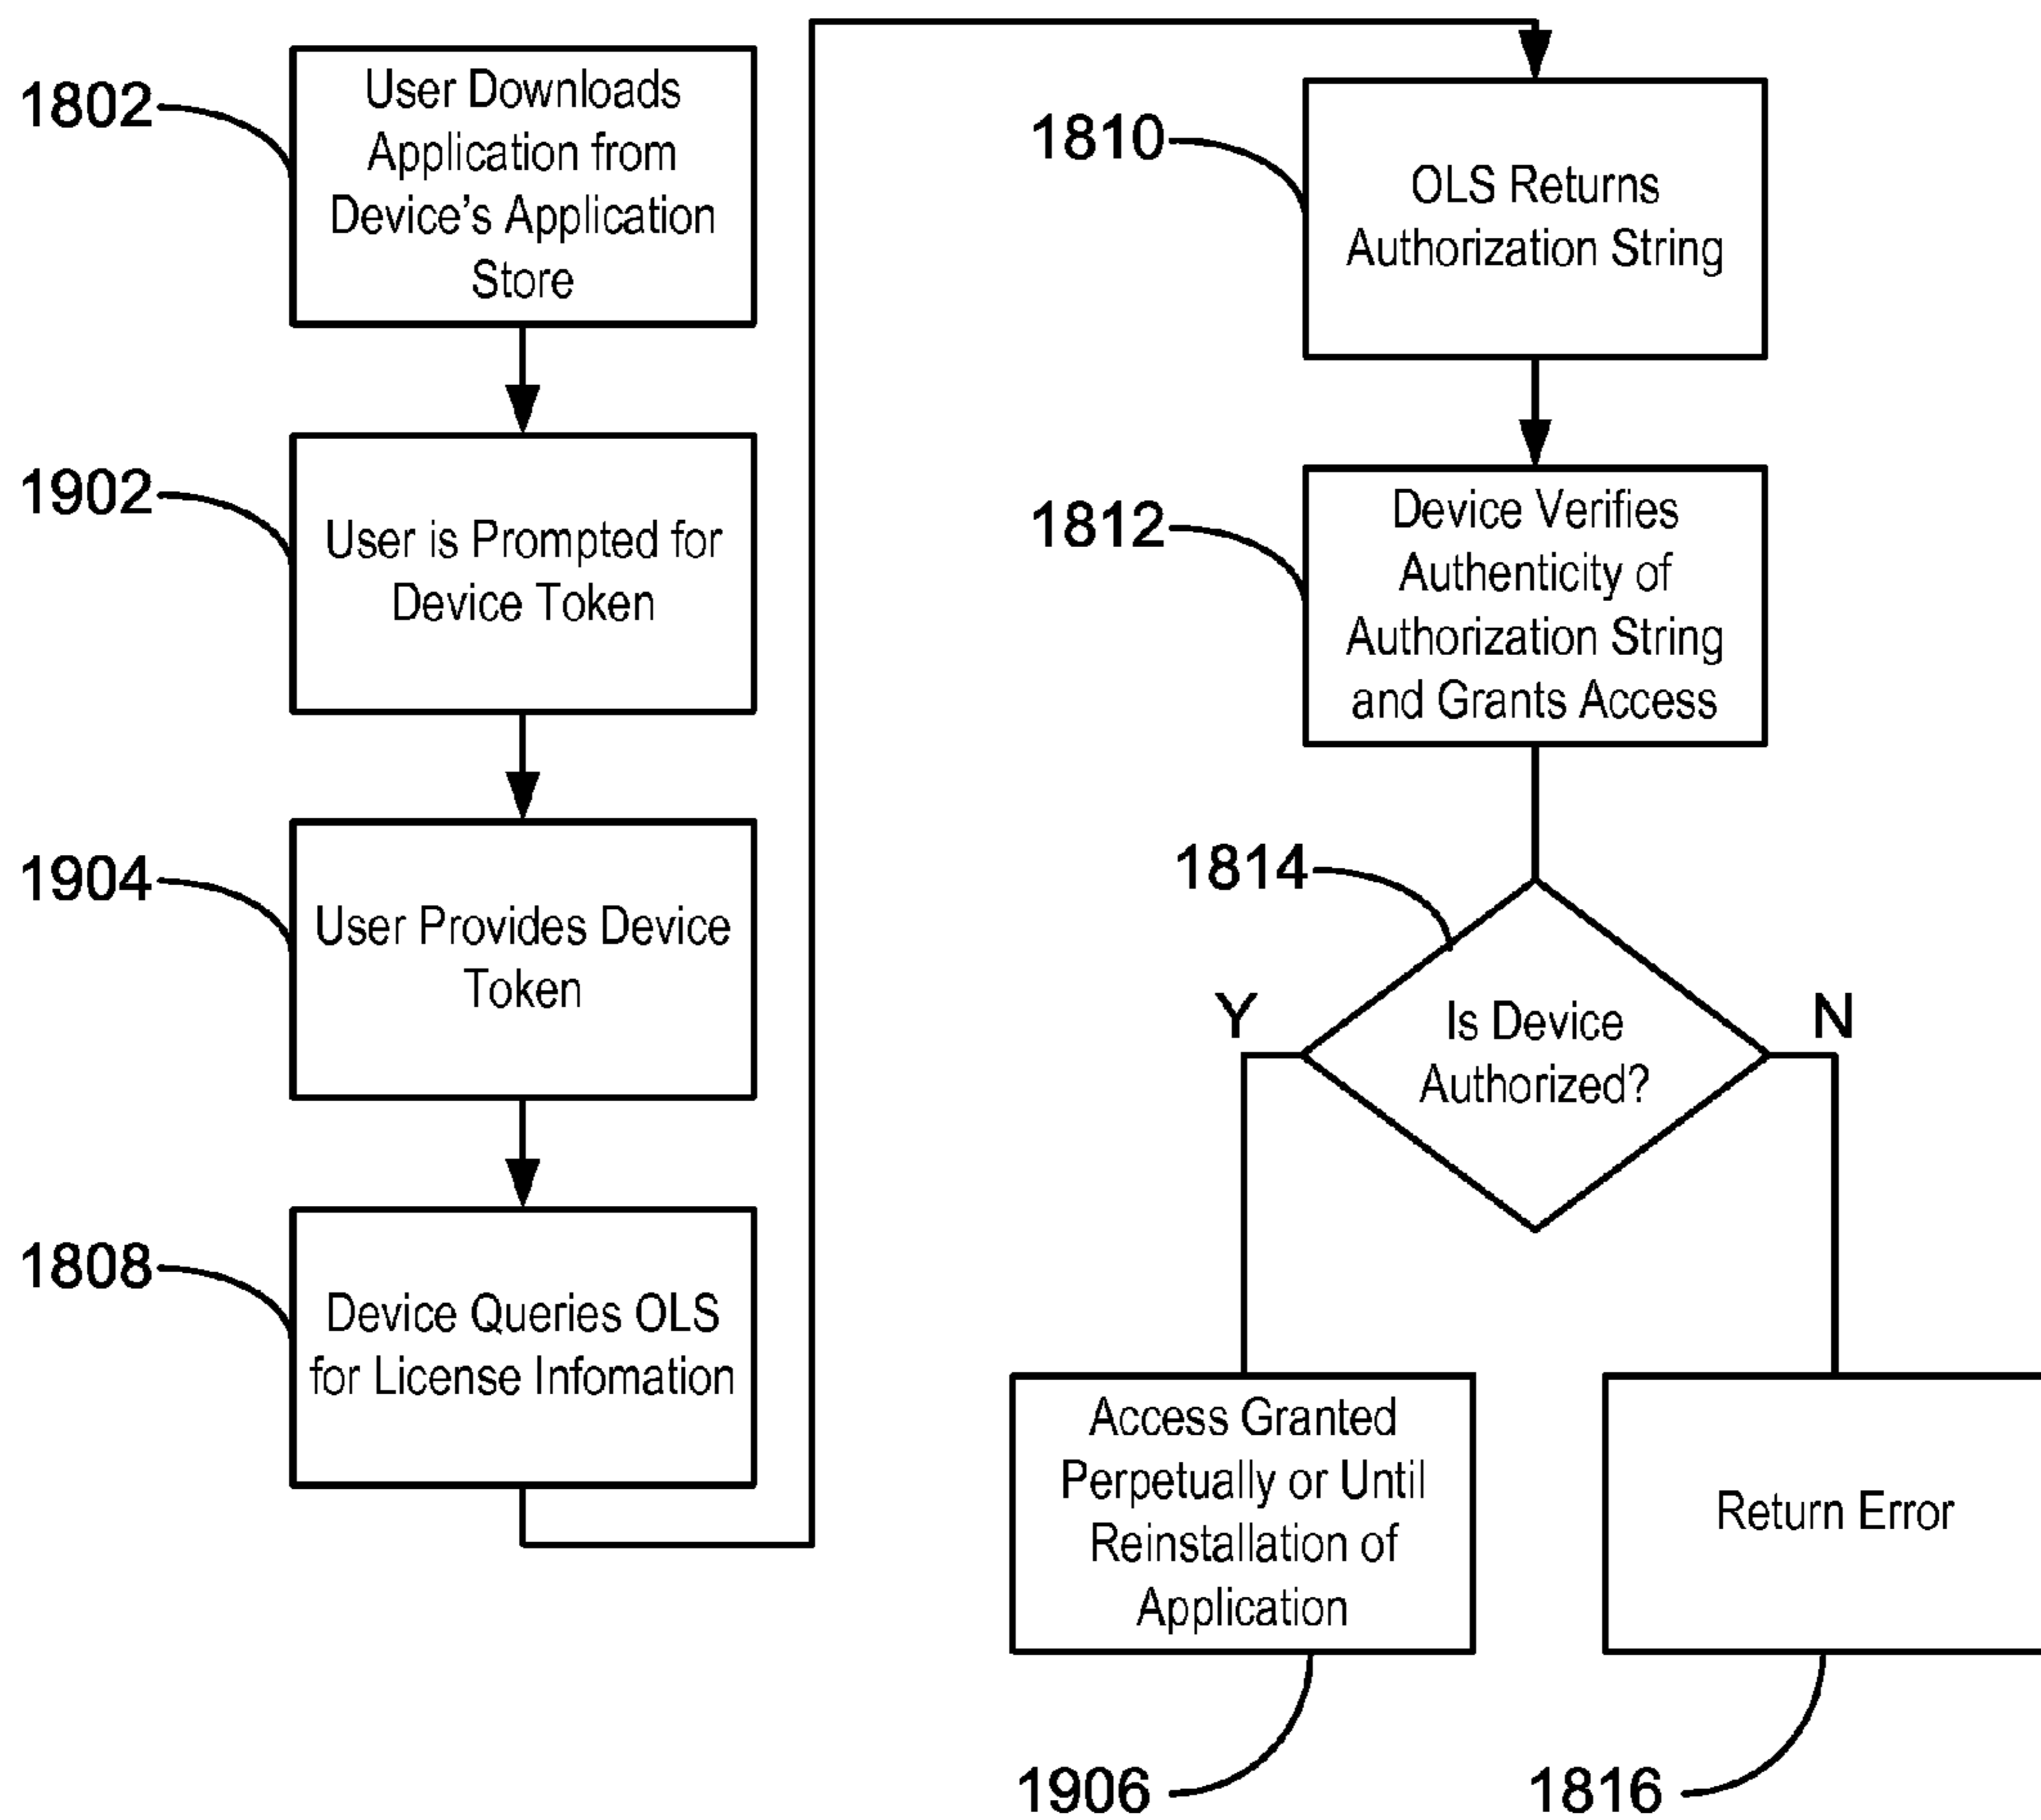 1802
User Downloads
Application from
Device's Application
Store
1902
User is Prompted for
Device Token
1904
User Provides Device
Token
1808
Device Queries OLS
for License Infomation
1810
OLS Returns
Authorization String
1812
Device Verifies
Authenticity of
Authorization String
and Grants Access
1814
Is Device
Authorized?
Y
N
Access Granted
Perpetually or Until
Reinstallation of
Application
1906
Return Error
1816